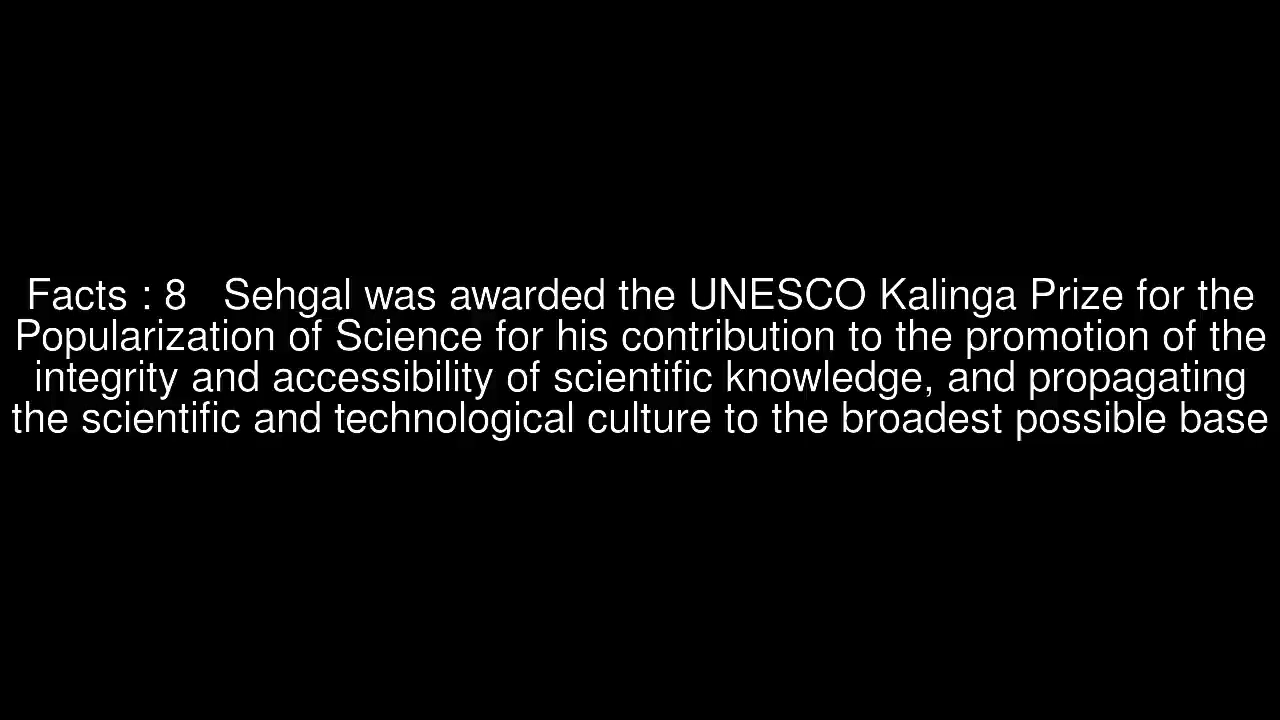 Facts : 8   Sehgal was awarded the UNESCO Kalinga Prize for the
Popularization of Science for his contribution to the promotion of the
integrity and accessibility of scientific knowledge, and propagating
the scientific and technological culture to the broadest possible base